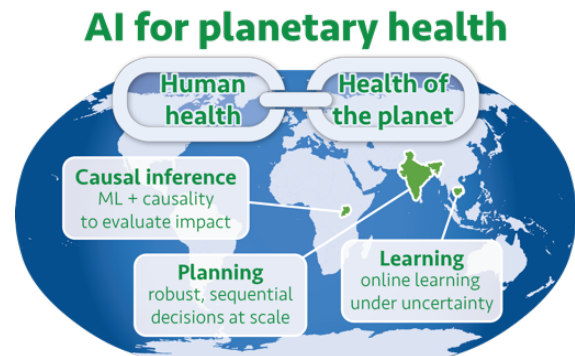 AI for planetary health
Human
health
Health of
the planet
Causal inference
ML + causality
to evaluate impact
Planning
robust, sequential
decisions at scale
Learning
online learning
under uncertainty